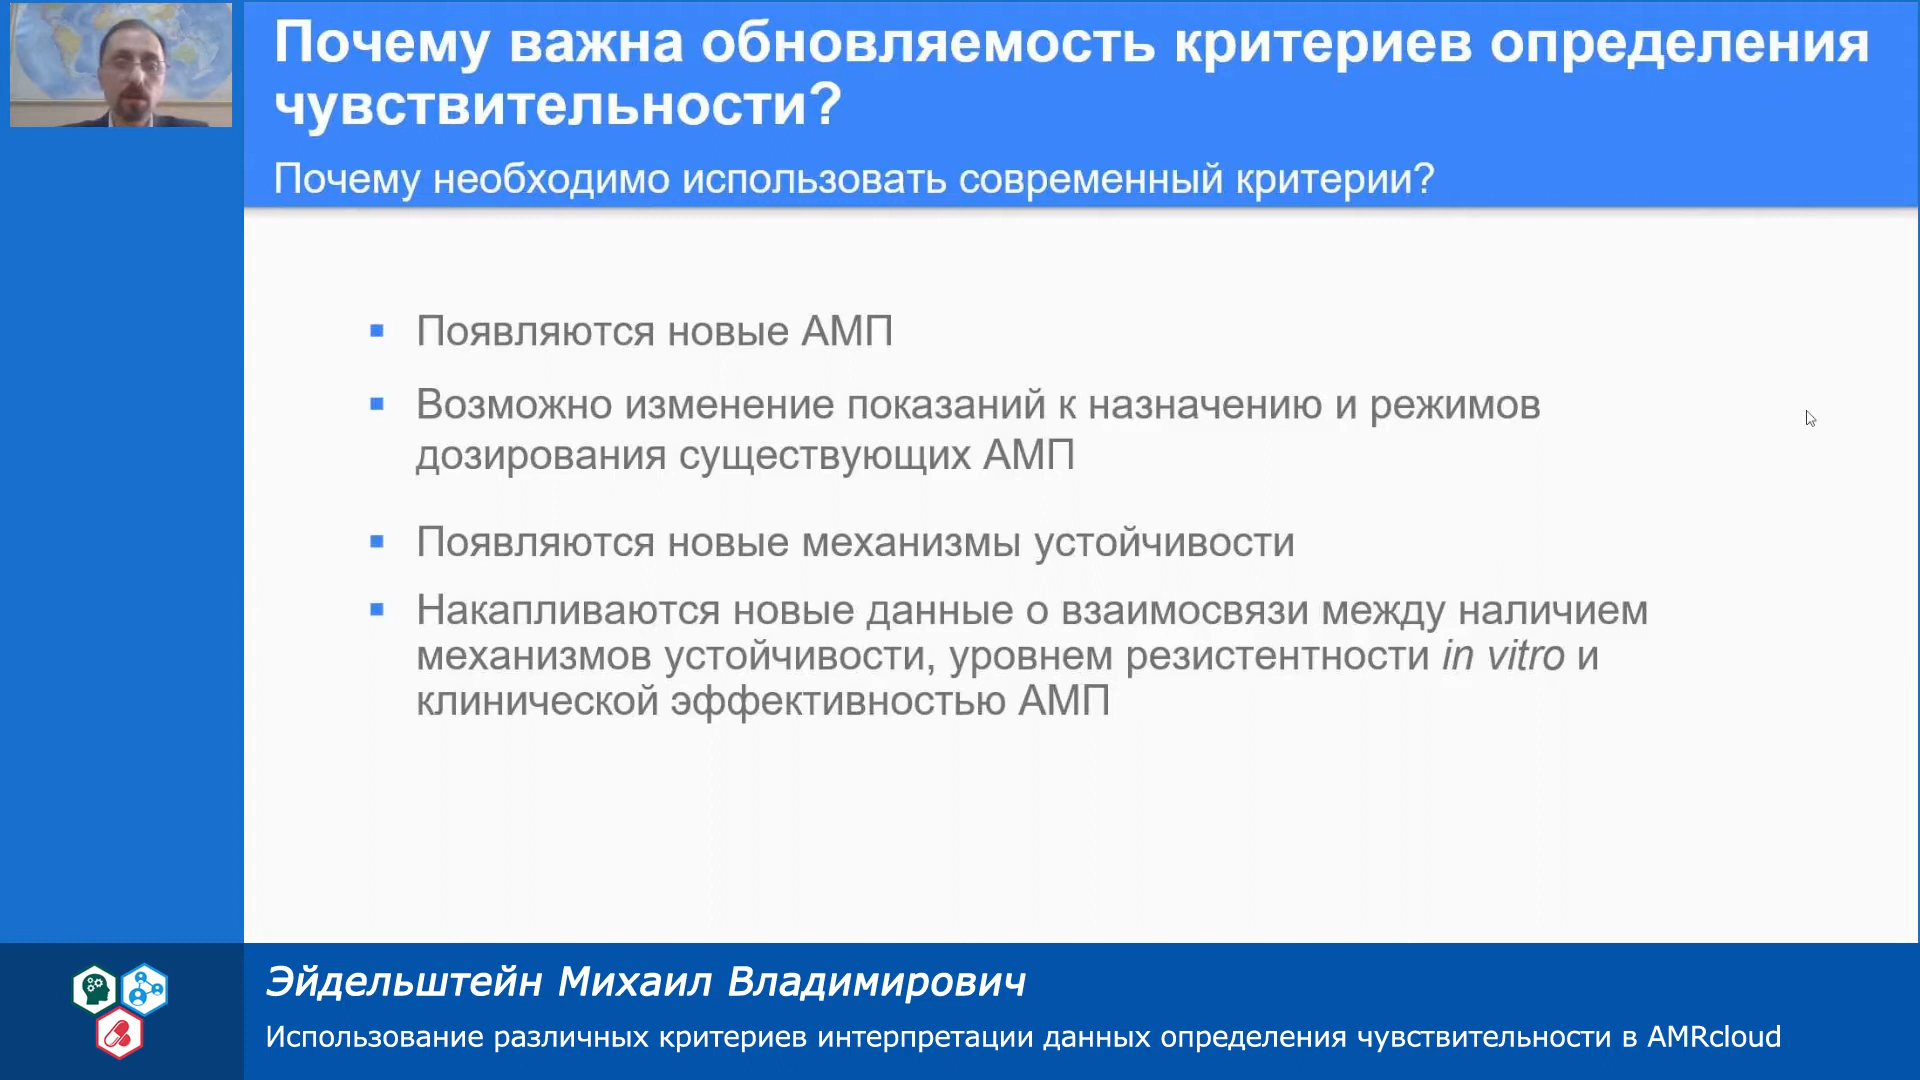 Почему важна обновляемость критериев определения
чувствительности?
Почему необходимо использовать современный критерии?
Появляются новые АМП
Возможно изменение показаний к назначению и режимов
дозирования существующих АМП
Появляются новые механизмы устойчивости
Накапливаются новые данные о взаимосвязи между наличием
механизмов устойчивости, уровнем резистентности in vitro и
клинической эффективностью АМП
Эйдельштейн Михаил Владимирович
Использование различных критериев интерпретации данных определения чувствительности в AMRcloud